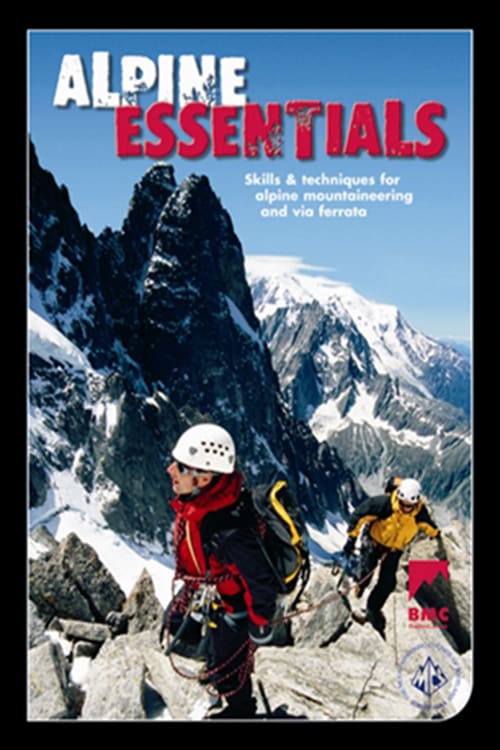 ALPINE
ESSENTIALS
Skills & techniques for
alpine mountaineering
and via ferrata
BMC